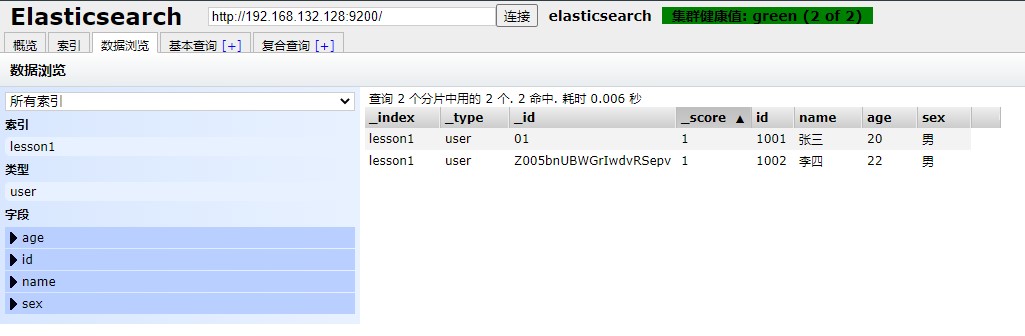 Elasticsearch http://192.168.132.128:9200/ 连接 elasticsearch 集群健康值: green (2 of 2)
概览 索引 数据浏览 基本查询 [+] 复合查询 [+]
数据浏览
所有索引
索引
lesson1
类型
user
字段
age
id
name
sex
查询 2 个分片中用的 2 个. 2 命中. 耗时 0.006 秒
_index _type _id _score ▲ id name age sex
lesson1 user 01 1 1001 张三 20 男
lesson1 user Z005bnUBWGrIwdvRSepv 1 1002 李四 22 男